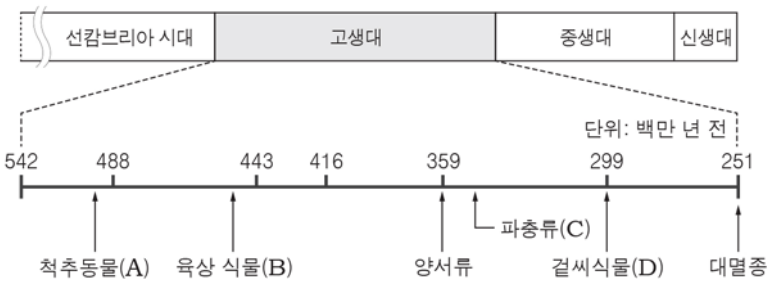 선캄브리아 시대 고생대 중생대 신생대
단위: 백만 년 전
542 488 443 416 359 299 251
파충류(C)
척추동물(A) 육상 식물(B) 양서류 겉씨식물(D) 대멸종